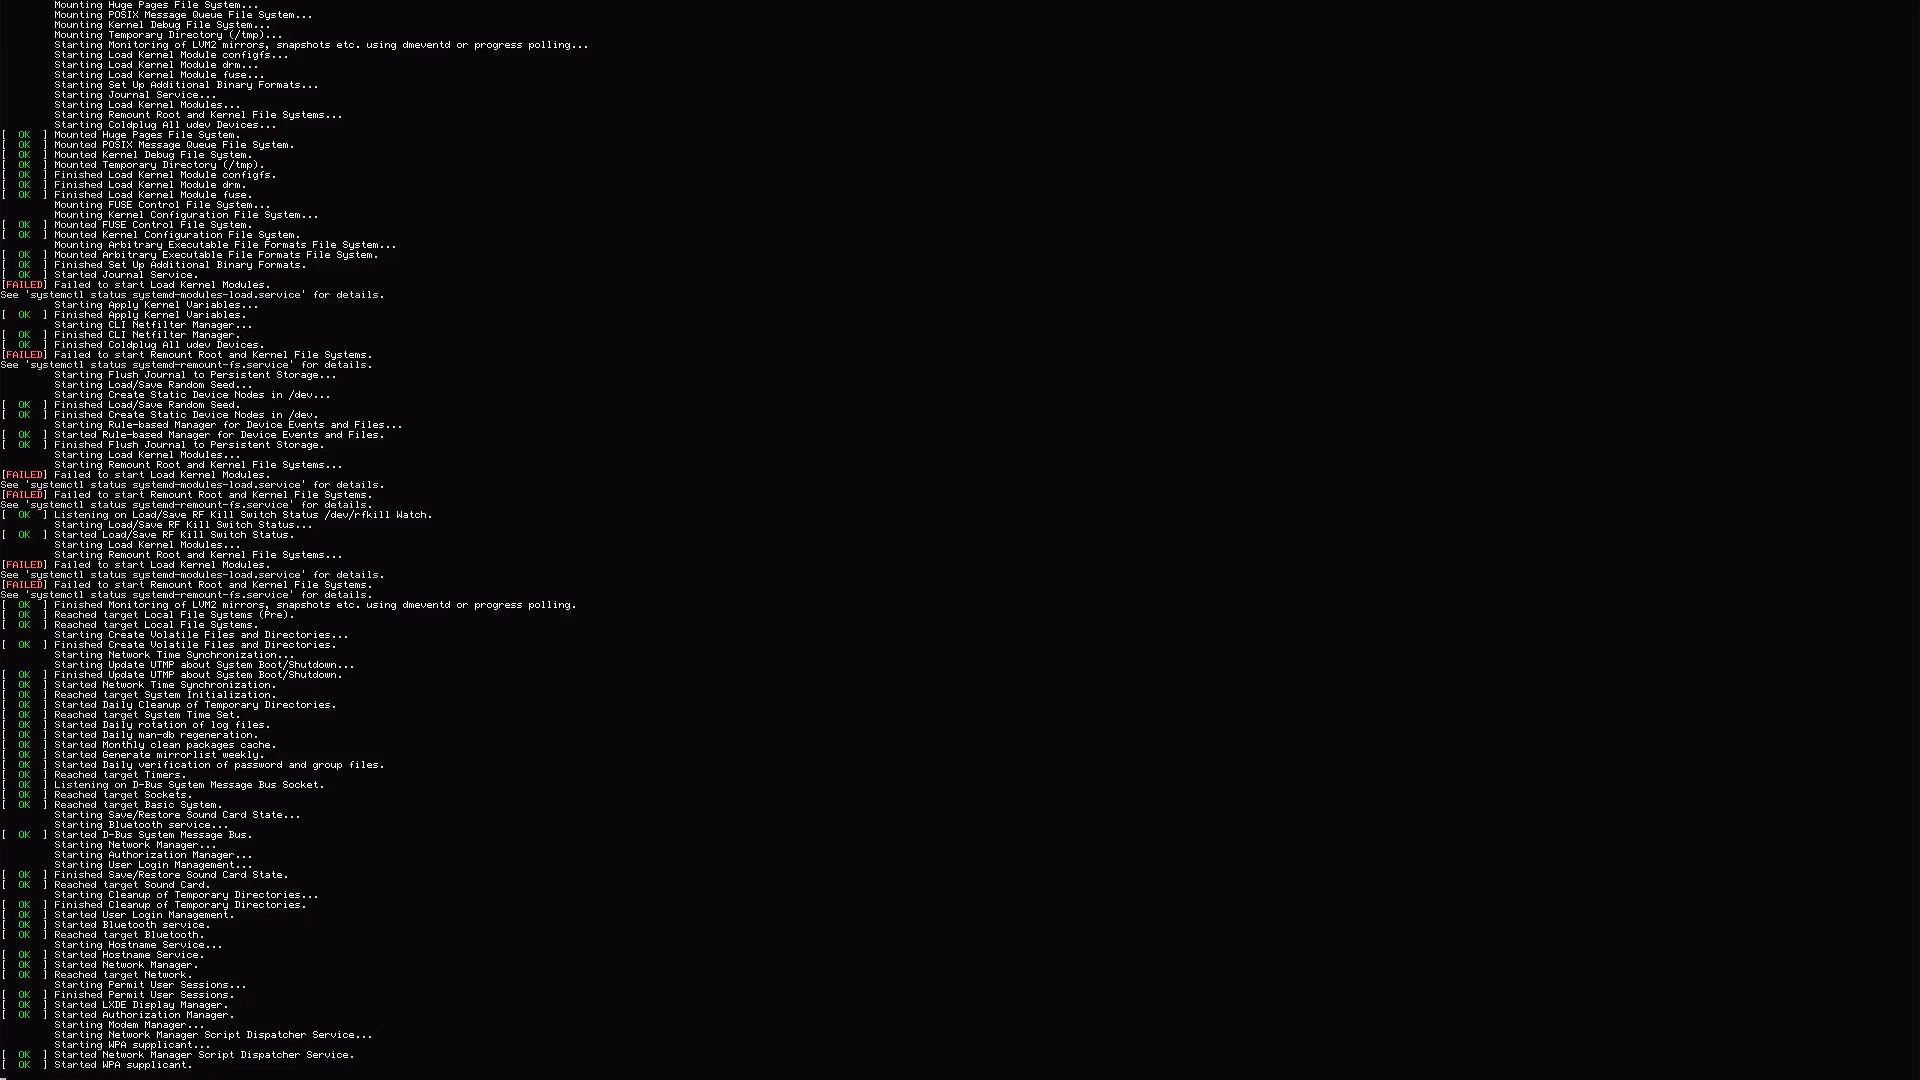 Mounting Huge Pages File System...
Mounting POSIX Message Queue File System...
Mounting Kernel Debug File System...
Mounting Temporary Directory (/tmp)...
Starting Monitoring of LVM2 mirrors, snapshots etc. using dmeventd or progress polling...
Starting Load Kernel Module configfs...
Starting Load Kernel Module drm...
Starting Load Kernel Module fuse...
Starting Set Up Additional Binary Formats...
Starting Journal Service...
Starting Load Kernel Modules...
Starting Remount Root and Kernel File Systems...
Starting Coldplug All udev Devices...
[  OK  ] Mounted Huge Pages File System.
[  OK  ] Mounted POSIX Message Queue File System.
[  OK  ] Mounted Kernel Debug File System.
[  OK  ] Mounted Temporary Directory (/tmp).
[  OK  ] Finished Load Kernel Module configfs.
[  OK  ] Finished Load Kernel Module drm.
[  OK  ] Finished Load Kernel Module fuse.
Mounting FUSE Control File System...
Mounting Kernel Configuration File System...
[  OK  ] Mounted FUSE Control File System.
[  OK  ] Mounted Kernel Configuration File System.
Mounting Arbitrary Executable File Formats File System...
[  OK  ] Mounted Arbitrary Executable File Formats File System.
[  OK  ] Finished Set Up Additional Binary Formats.
[  OK  ] Started Journal Service.
[FAILED] Failed to start Load Kernel Modules.
See 'systemctl status systemd-modules-load.service' for details.
Starting Apply Kernel Variables...
[  OK  ] Finished Apply Kernel Variables.
Starting CLI Netfilter Manager...
[  OK  ] Finished CLI Netfilter Manager.
[  OK  ] Finished Coldplug All udev Devices.
[FAILED] Failed to start Remount Root and Kernel File Systems.
See 'systemctl status systemd-remount-fs.service' for details.
Starting Flush Journal to Persistent Storage...
Starting Load/Save Random Seed...
Starting Create Static Device Nodes in /dev...
[  OK  ] Finished Load/Save Random Seed.
[  OK  ] Finished Create Static Device Nodes in /dev.
Starting Rule-based Manager for Device Events and Files...
[  OK  ] Started Rule-based Manager for Device Events and Files.
[  OK  ] Finished Flush Journal to Persistent Storage.
Starting Load Kernel Modules...
Starting Remount Root and Kernel File Systems...
[FAILED] Failed to start Load Kernel Modules.
See 'systemctl status systemd-modules-load.service' for details.
[FAILED] Failed to start Remount Root and Kernel File Systems.
See 'systemctl status systemd-remount-fs.service' for details.
[  OK  ] Listening on Load/Save RF Kill Switch Status /dev/rfkill Watch.
Starting Load/Save RF Kill Switch Status...
[  OK  ] Started Load/Save RF Kill Switch Status.
Starting Load Kernel Modules...
Starting Remount Root and Kernel File Systems...
[FAILED] Failed to start Load Kernel Modules.
See 'systemctl status systemd-modules-load.service' for details.
[FAILED] Failed to start Remount Root and Kernel File Systems.
See 'systemctl status systemd-remount-fs.service' for details.
[  OK  ] Finished Monitoring of LVM2 mirrors, snapshots etc. using dmeventd or progress polling.
[  OK  ] Reached target Local File Systems (Pre).
[  OK  ] Reached target Local File Systems.
Starting Create Volatile Files and Directories...
[  OK  ] Finished Create Volatile Files and Directories.
Starting Network Time Synchronization...
Starting Update UTMP about System Boot/Shutdown...
[  OK  ] Finished Update UTMP about System Boot/Shutdown.
[  OK  ] Started Network Time Synchronization.
[  OK  ] Reached target System Initialization.
[  OK  ] Started Daily Cleanup of Temporary Directories.
[  OK  ] Reached target System Time Set.
[  OK  ] Started Daily rotation of log files.
[  OK  ] Started Daily man-db regeneration.
[  OK  ] Started Monthly clean packages cache.
[  OK  ] Started Generate mirrorlist weekly.
[  OK  ] Started Daily verification of password and group files.
[  OK  ] Reached target Timers.
[  OK  ] Listening on D-Bus System Message Bus Socket.
[  OK  ] Reached target Sockets.
[  OK  ] Reached target Basic System.
Starting Save/Restore Sound Card State...
Starting Bluetooth service...
[  OK  ] Started D-Bus System Message Bus.
Starting Network Manager...
Starting Authorization Manager...
Starting User Login Management...
[  OK  ] Finished Save/Restore Sound Card State.
[  OK  ] Reached target Sound Card.
Starting Cleanup of Temporary Directories...
[  OK  ] Finished Cleanup of Temporary Directories.
[  OK  ] Started User Login Management.
[  OK  ] Started Bluetooth service.
[  OK  ] Reached target Bluetooth.
Starting Hostname Service...
[  OK  ] Started Hostname Service.
[  OK  ] Started Network Manager.
[  OK  ] Reached target Network.
Starting Permit User Sessions...
[  OK  ] Finished Permit User Sessions.
[  OK  ] Started LXDE Display Manager.
[  OK  ] Started Authorization Manager.
Starting Modem Manager...
Starting Network Manager Script Dispatcher Service...
Starting WPA supplicant...
[  OK  ] Started Network Manager Script Dispatcher Service.
[  OK  ] Started WPA supplicant.